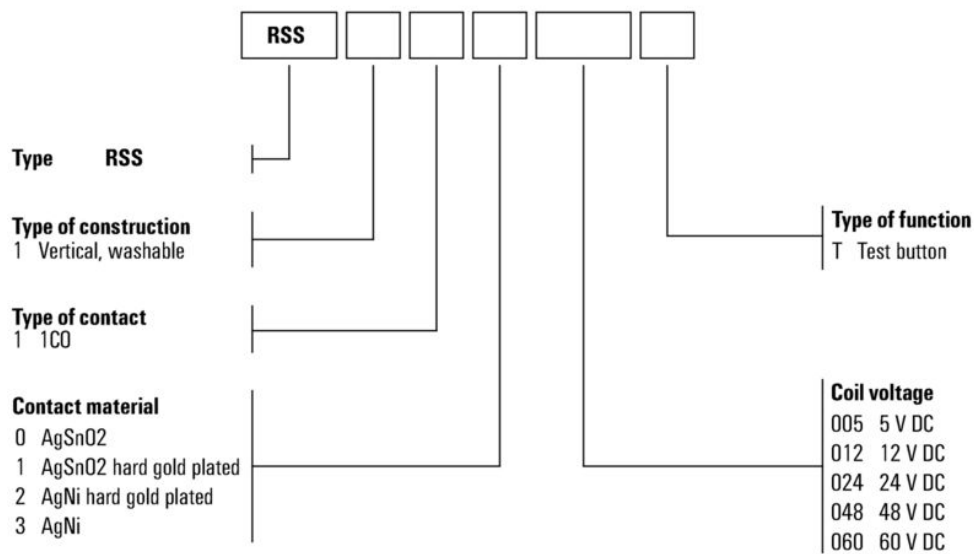 RSS
Type RSS
Type of construction
1 Vertical, washable
Type of contact
1 1CO
Contact material
0 AgSnO2
1 AgSnO2 hard gold plated
2 AgNi hard gold plated
3 AgNi
Type of function
T Test button
Coil voltage
005 5 V DC
012 12 V DC
024 24 V DC
048 48 V DC
060 60 V DC